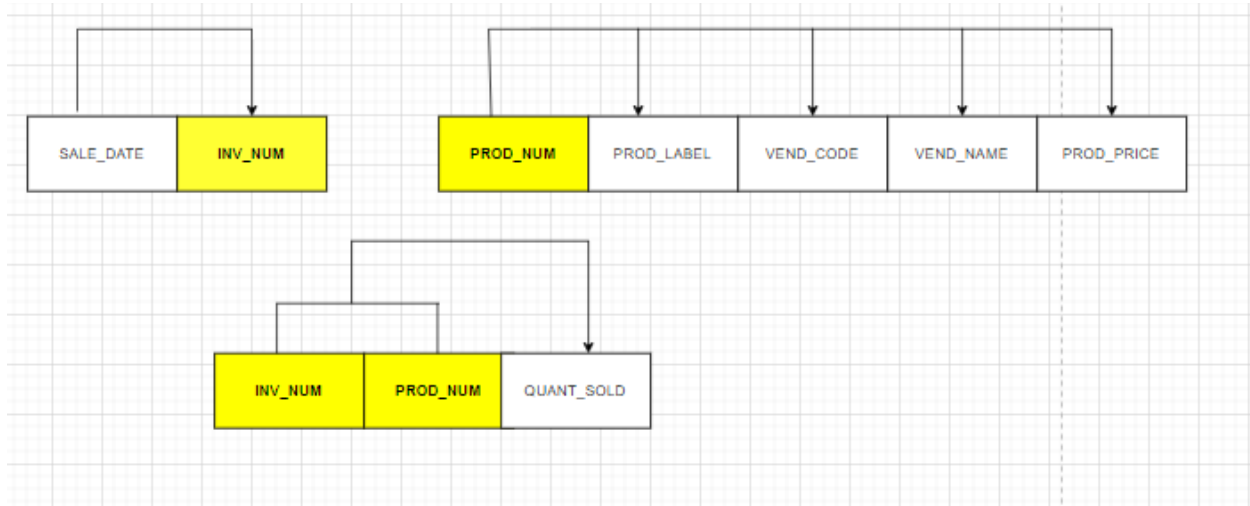 SALE_DATE INV_NUM
PROD_NUM PROD_LABEL VEND_CODE VEND_NAME PROD_PRICE
INV_NUM PROD_NUM QUANT_SOLD